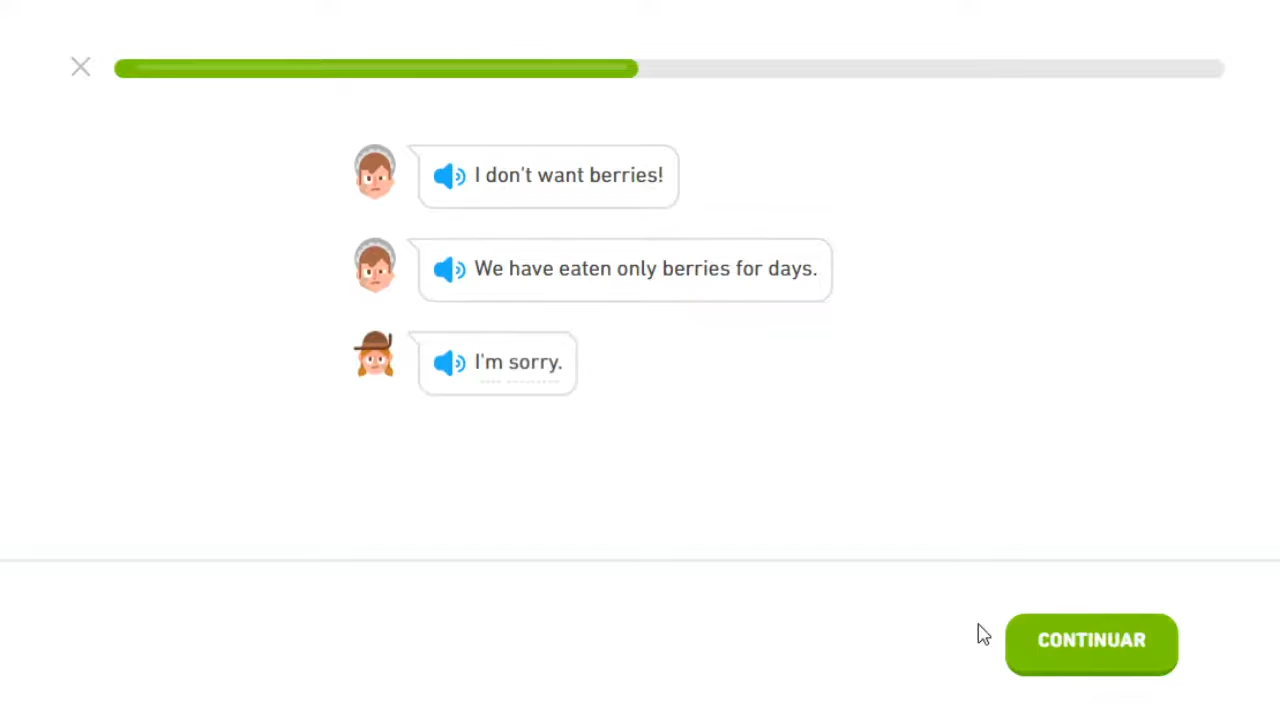 I don't want berries!
We have eaten only berries for days.
I'm sorry.
CONTINUAR